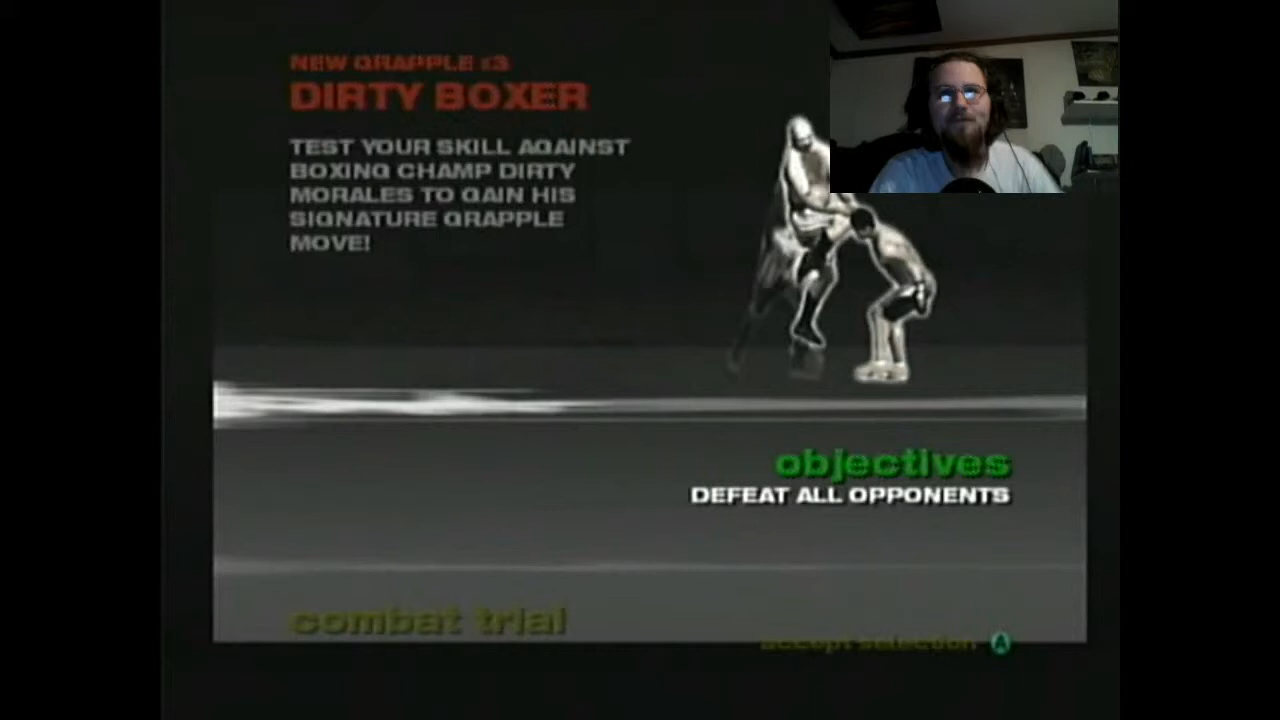 NEW GRAPPLE #3
DIRTY BOXER
TEST YOUR SKILL AGAINST
BOXING CHAMP DIRTY
MORALES TO GAIN HIS
SIGNATURE GRAPPLE
MOVE!
objectives
DEFEAT ALL OPPONENTS
combat trial
accept selection A